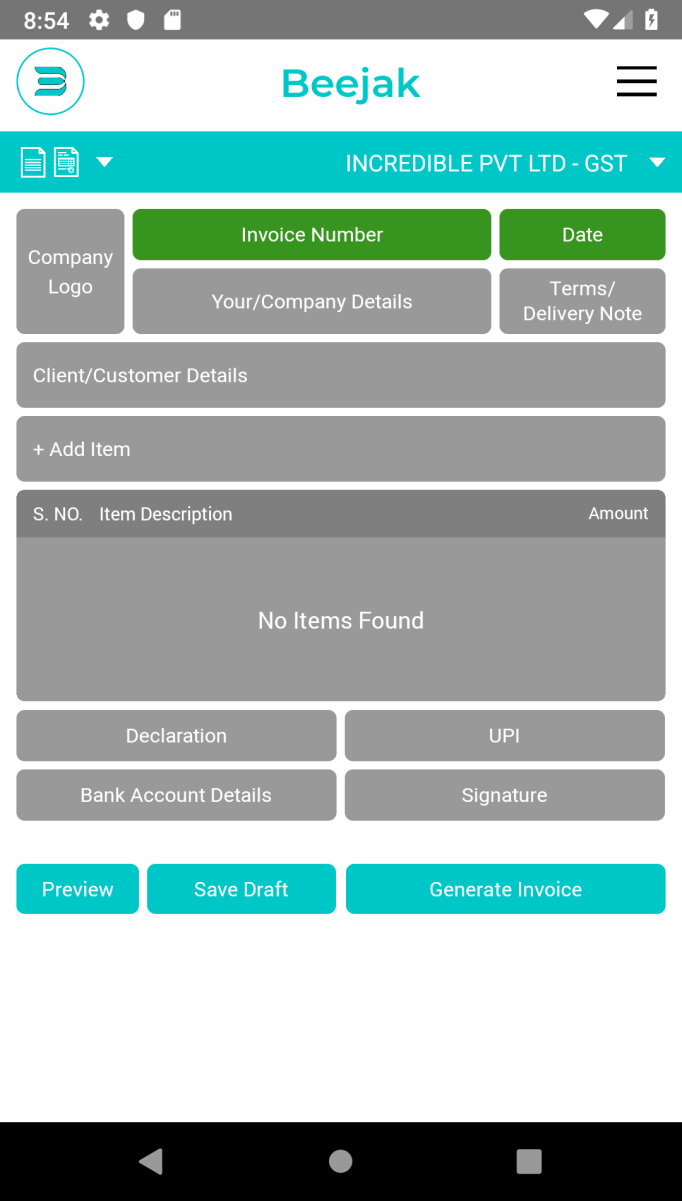 8:54
Beejak
INCREDIBLE PVT LTD - GST
Company
Logo
Invoice Number
Date
Your/Company Details
Terms/
Delivery Note
Client/Customer Details
+ Add Item
S. NO. Item Description Amount
No Items Found
Declaration
UPI
Bank Account Details
Signature
Preview
Save Draft
Generate Invoice